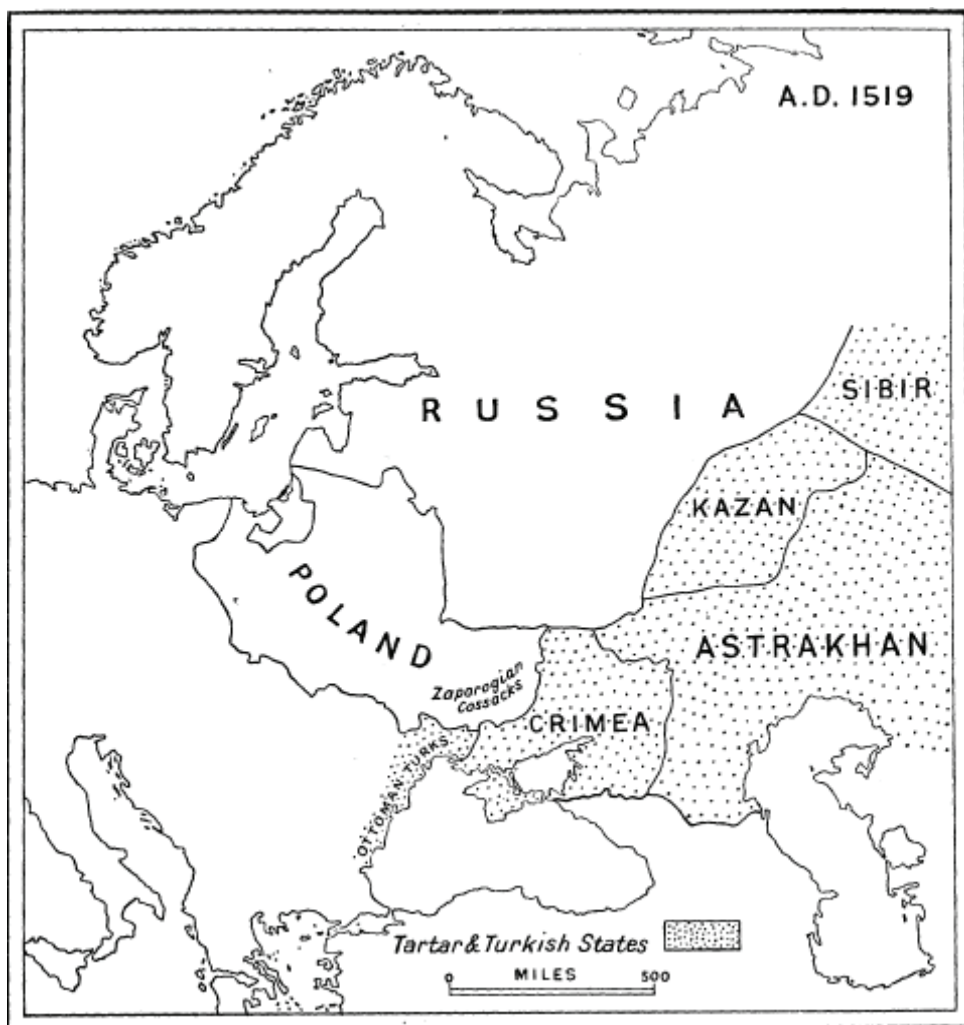 A.D. 1519
SIBIR
RUSSIA
KAZAN
POLAND
ASTRAKHAN
Zaporogian
Cossacks
CRIMEA
OTTOMAN TURKS
Tartar & Turkish States
0 MILES 500